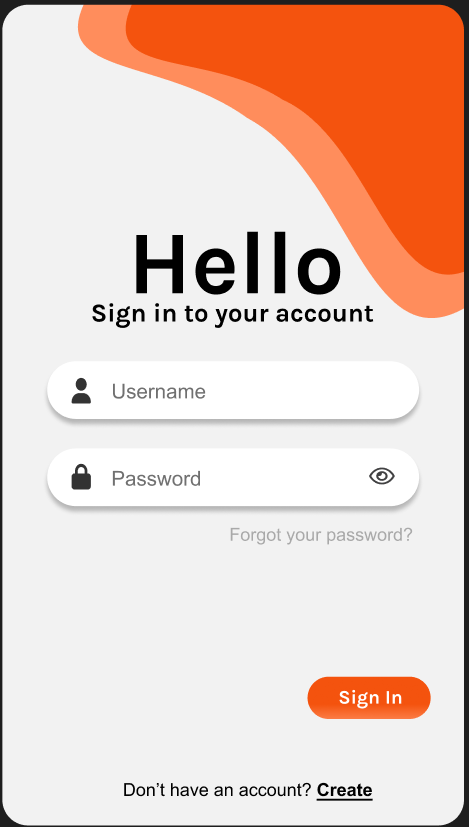 Hello
Sign in to your account
Username
Password
Forgot your password?
Sign In
Don’t have an account? Create